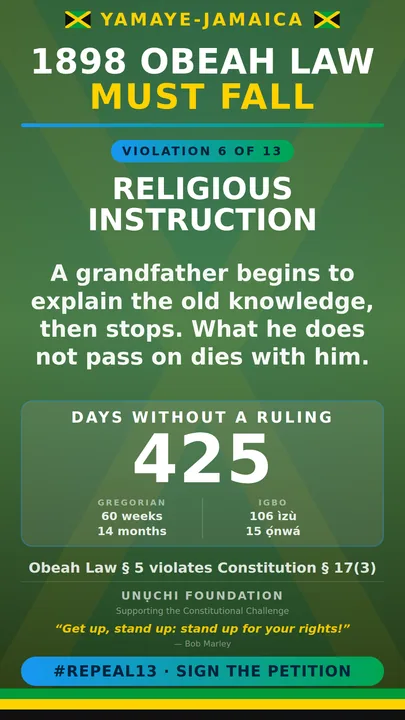 YAMAYE-JAMAICA
1898 OBEAH LAW
MUST FALL
VIOLATION 6 OF 13
RELIGIOUS
INSTRUCTION
A grandfather begins to
explain the old knowledge,
then stops. What he does
not pass on dies with him.
DAYS WITHOUT A RULING
425
GREGORIAN
60 weeks
14 months
IGBO
106 ìzù
15 ọ́nwá
Obeah Law § 5 violates Constitution § 17(3)
UNỤCHI FOUNDATION
Supporting the Constitutional Challenge
“Get up, stand up: stand up for your rights!”
— Bob Marley
#REPEAL13 · SIGN THE PETITION